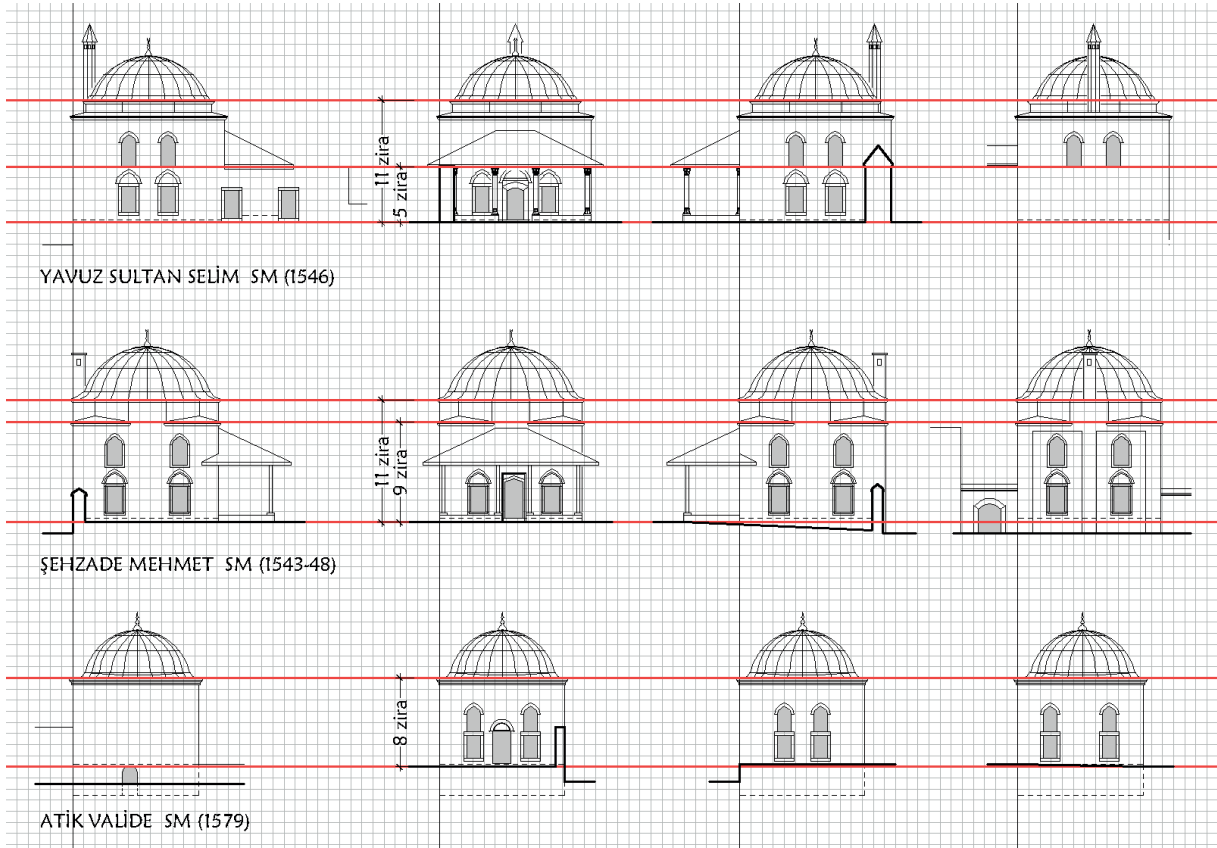 11 zira
5 zira
YAVUZ SULTAN SELİM SM (1546)
11 zira
9 zira
ŞEHZADE MEHMET SM (1543-48)
8 zira
ATİK VALİDE SM (1579)